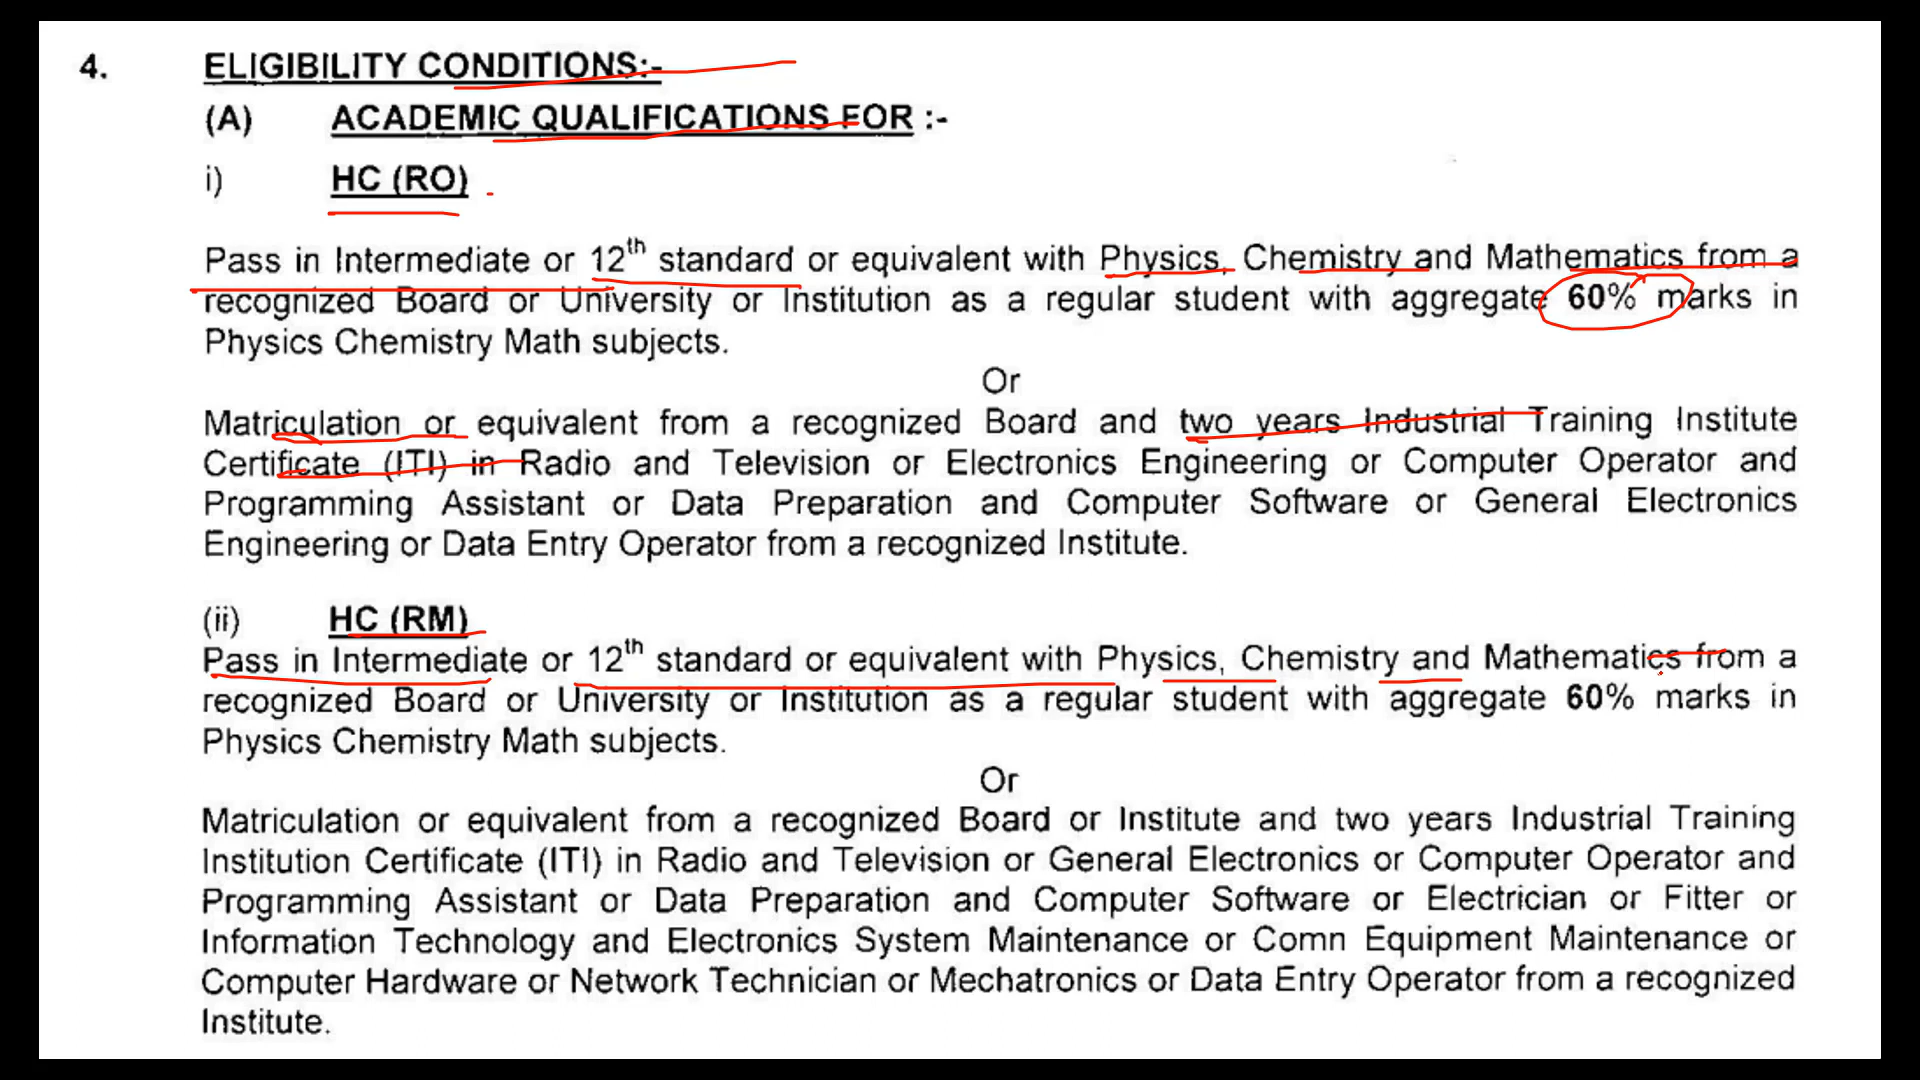 4. ELIGIBILITY CONDITIONS:-
(A) ACADEMIC QUALIFICATIONS FOR :-
i) HC (RO)
Pass in Intermediate or 12th standard or equivalent with Physics, Chemistry and Mathematics from a
recognized Board or University or Institution as a regular student with aggregate 60% marks in
Physics Chemistry Math subjects.
Or
Matriculation or equivalent from a recognized Board and two years Industrial Training Institute
Certificate (ITI) in Radio and Television or Electronics Engineering or Computer Operator and
Programming Assistant or Data Preparation and Computer Software or General Electronics
Engineering or Data Entry Operator from a recognized Institute.
(ii) HC (RM)
Pass in Intermediate or 12th standard or equivalent with Physics, Chemistry and Mathematics from a
recognized Board or University or Institution as a regular student with aggregate 60% marks in
Physics Chemistry Math subjects.
Or
Matriculation or equivalent from a recognized Board or Institute and two years Industrial Training
Institution Certificate (ITI) in Radio and Television or General Electronics or Computer Operator and
Programming Assistant or Data Preparation and Computer Software or Electrician or Fitter or
Information Technology and Electronics System Maintenance or Comn Equipment Maintenance or
Computer Hardware or Network Technician or Mechatronics or Data Entry Operator from a recognized
Institute.